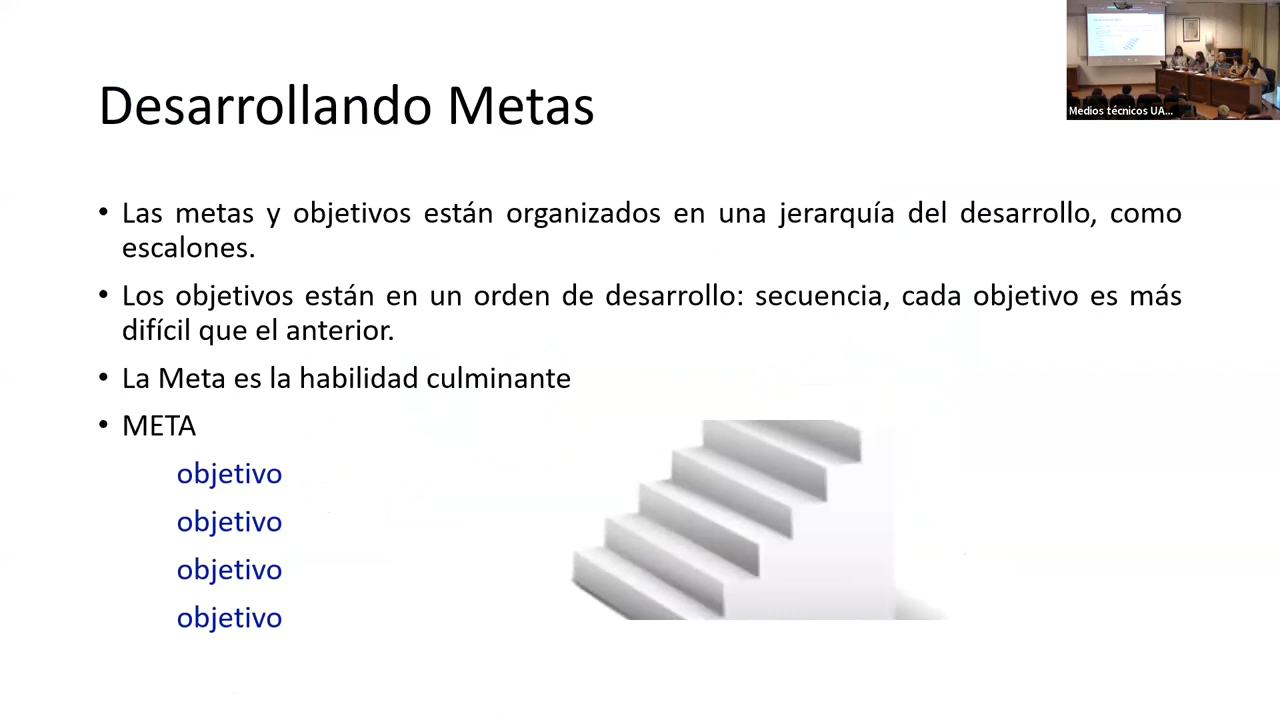 Desarrollando Metas
• Las metas y objetivos están organizados en una jerarquía del desarrollo, como
escalones.
• Los objetivos están en un orden de desarrollo: secuencia, cada objetivo es más
difícil que el anterior.
• La Meta es la habilidad culminante
• META
objetivo
objetivo
objetivo
objetivo
Medios técnicos UA...